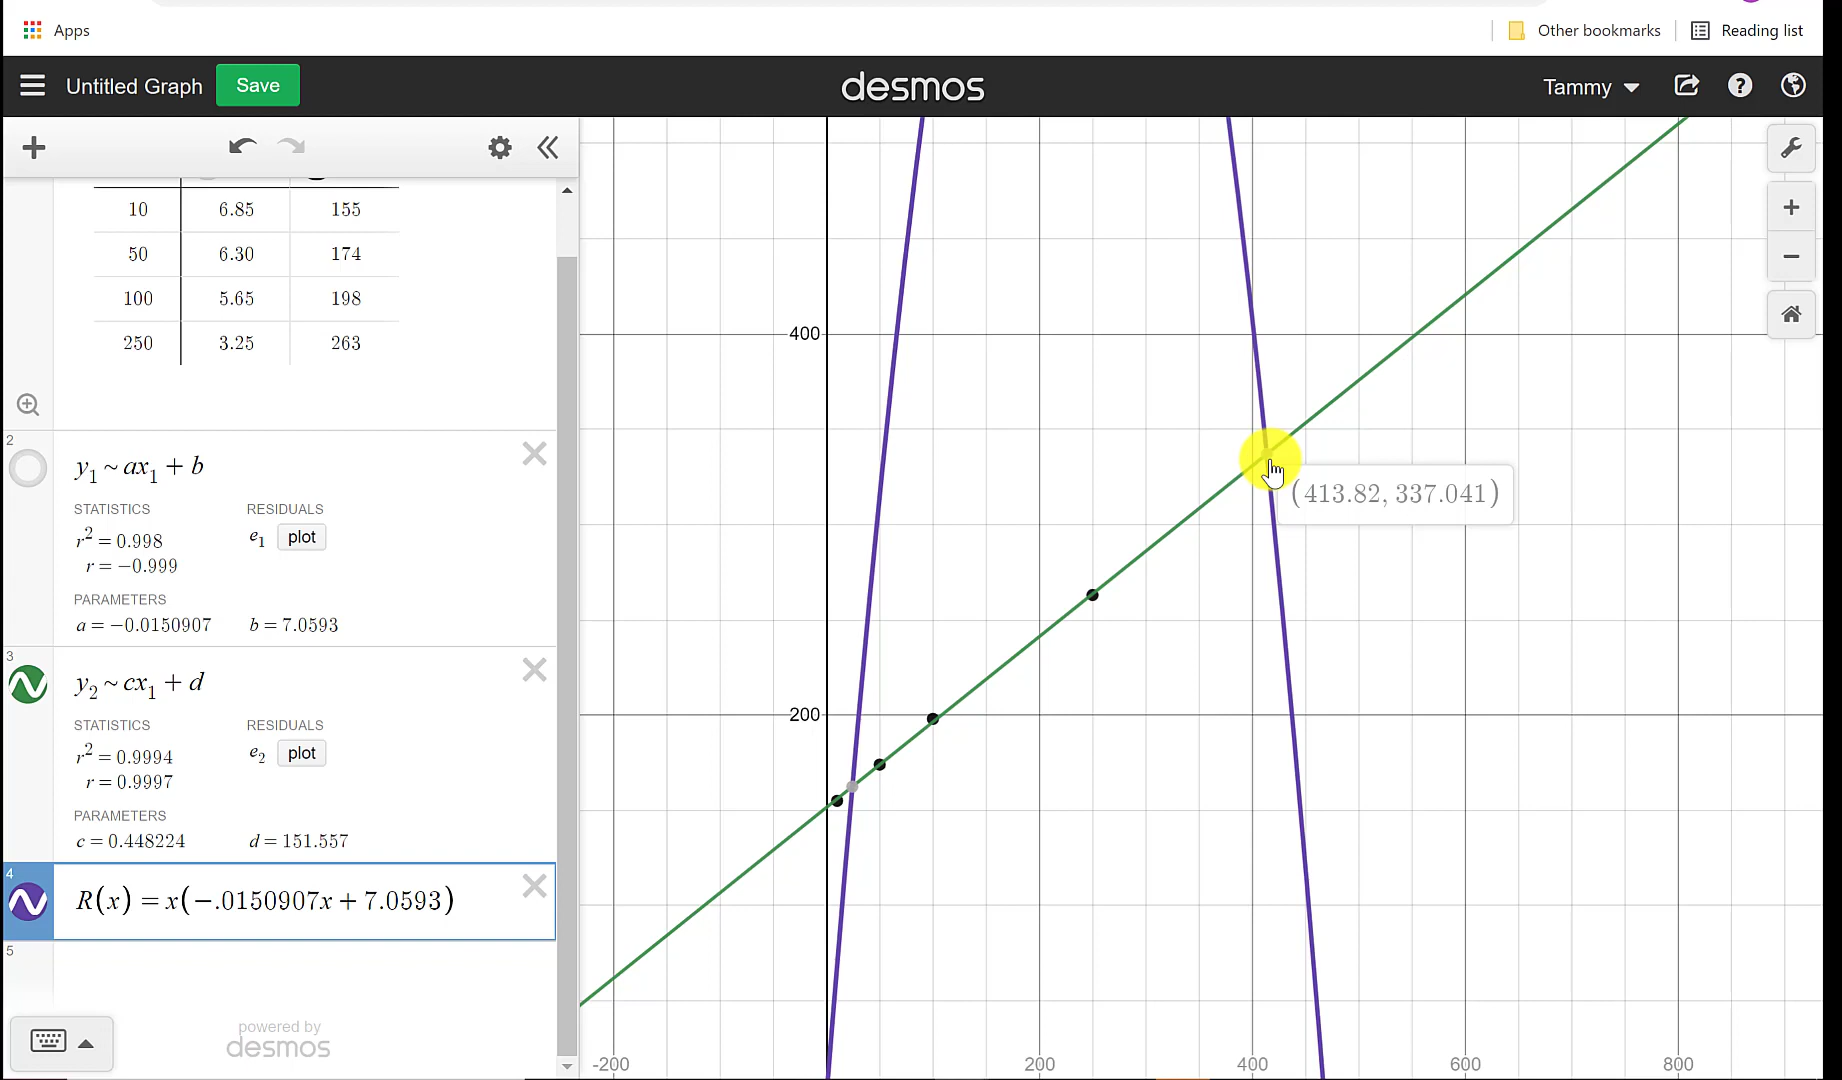 Apps
Other bookmarks
Reading list
Untitled Graph
Save
desmos
Tammy
10 6.85 155
50 6.30 174
100 5.65 198
250 3.25 263
2
y₁ ~ ax₁ + b
STATISTICS RESIDUALS
r² = 0.998 e₁ plot
r = −0.999
PARAMETERS
a = −0.0150907 b = 7.0593
3
y₂ ~ cx₁ + d
STATISTICS RESIDUALS
r² = 0.9994 e₂ plot
r = 0.9997
PARAMETERS
c = 0.448224 d = 151.557
4
R(x) = x(−.0150907x + 7.0593)
5
powered by
desmos
400
(413.82, 337.041)
200
-200 200 400 600 800